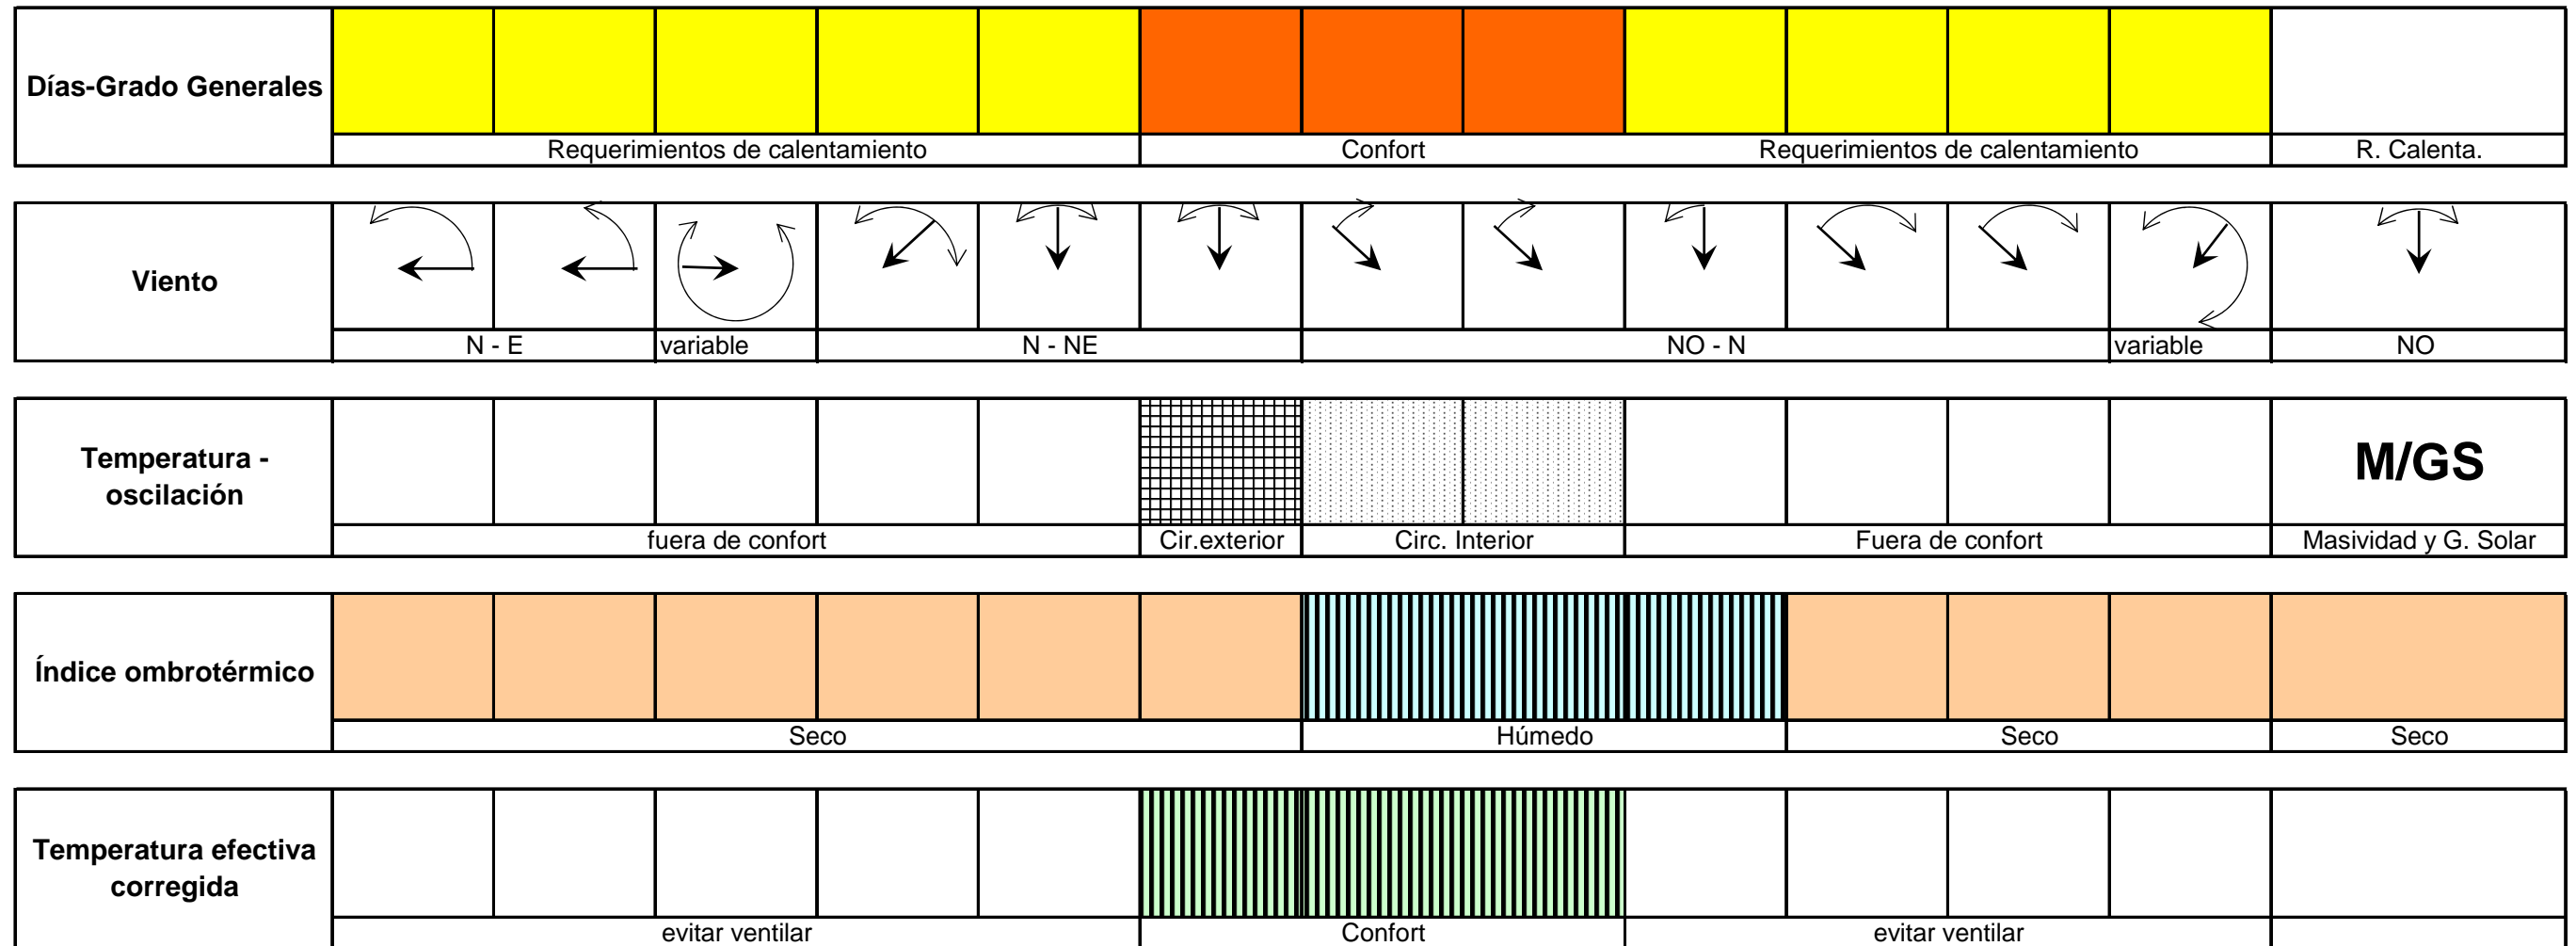 Días-Grado Generales
Requerimientos de calentamiento
Confort
Requerimientos de calentamiento
R. Calenta.
Viento
N - E
variable
N - NE
NO - N
variable
NO
Temperatura -
oscilación
M/GS
fuera de confort
Cir.exterior
Circ. Interior
Fuera de confort
Masividad y G. Solar
Índice ombrotérmico
Seco
Húmedo
Seco
Seco
Temperatura efectiva
corregida
evitar ventilar
Confort
evitar ventilar